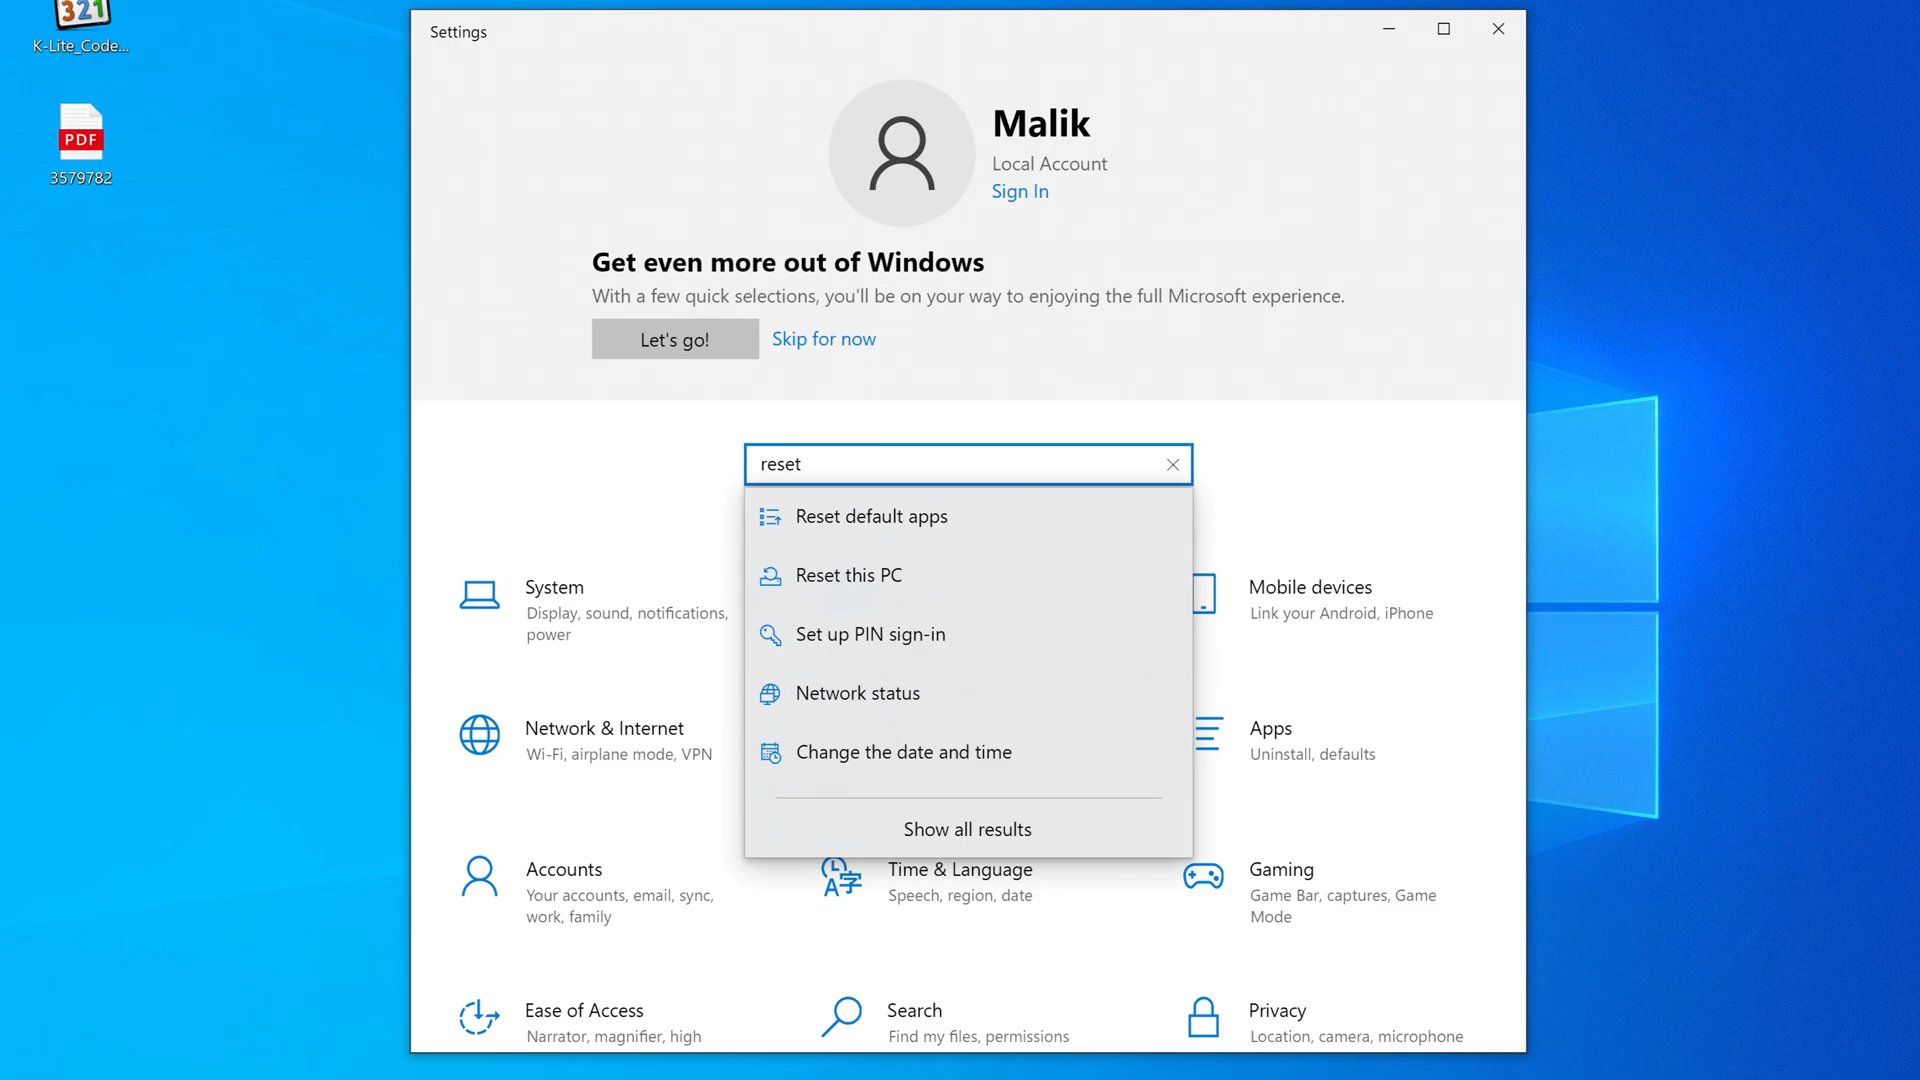 321
K-Lite_Code...
PDF
3579782
Settings
Malik
Local Account
Sign In
Get even more out of Windows
With a few quick selections, you'll be on your way to enjoying the full Microsoft experience.
Let's go!
Skip for now
reset
Reset default apps
Reset this PC
Set up PIN sign-in
Network status
Change the date and time
Show all results
System
Display, sound, notifications,
power
Mobile devices
Link your Android, iPhone
Network & Internet
Wi-Fi, airplane mode, VPN
Apps
Uninstall, defaults
Accounts
Your accounts, email, sync,
work, family
Time & Language
Speech, region, date
Gaming
Game Bar, captures, Game
Mode
Ease of Access
Narrator, magnifier, high
Search
Find my files, permissions
Privacy
Location, camera, microphone